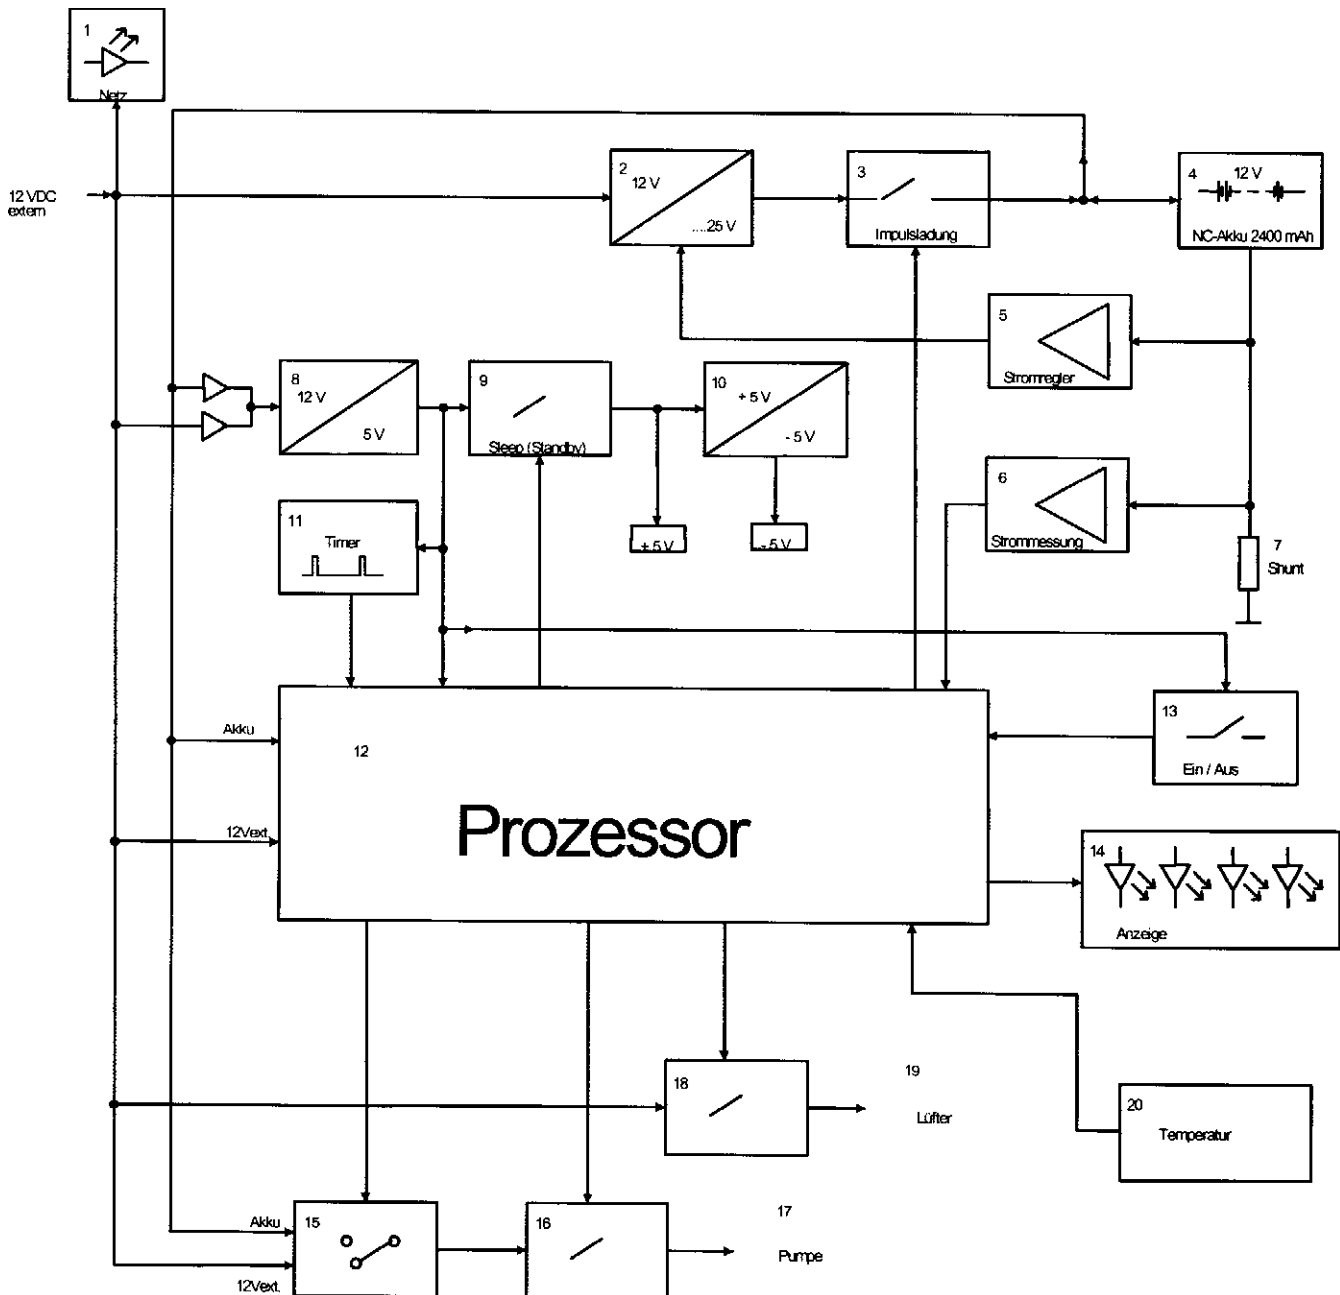 1
Netz
12 VDC
extern
2
12 V
....25 V
3
Impulsladung
4
12 V
NC-Akku 2400 mAh
5
Stromregler
6
Strommessung
7
Shunt
8
12 V
5 V
9
Sleep (Standby)
10
+ 5 V
- 5 V
+ 5 V
- 5 V
11
Timer
Akku
12
12Vext.
Prozessor
13
Ein / Aus
14
Anzeige
18
19
Lüfter
20
Temperatur
Akku
15
12Vext.
16
17
Pumpe